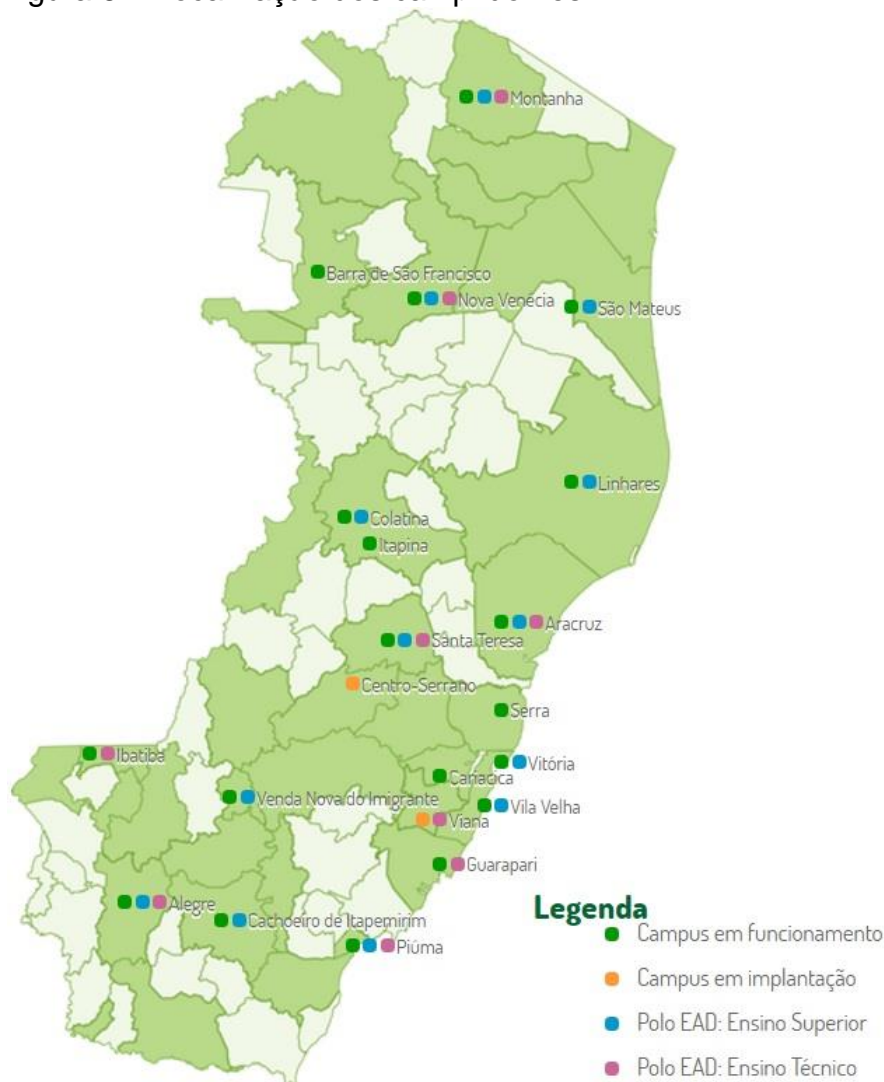 Montanha
Barra de São Francisco
Nova Venécia
São Mateus
Linhares
Colatina
Itapina
Aracruz
Santa Teresa
Centro-Serrano
Serra
Ibatiba
Vitória
Cariacica
Venda Nova do Imigrante
Vila Velha
Viana
Guarapari
Alegre
Cachoeiro de Itapemirim
Piúma
Legenda
Campus em funcionamento
Campus em implantação
Polo EAD: Ensino Superior
Polo EAD: Ensino Técnico